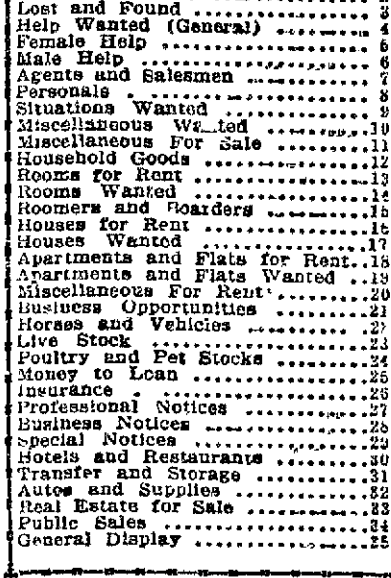 Lost and Found ........ 3
Help Wanted (General) ........ 4
Female Help ........ 5
Male Help ........ 6
Agents and Salesmen ........ 7
Personals ........ 8
Situations Wanted ........ 9
Miscellaneous Wanted ........ 10
Miscellaneous For Sale ........ 11
Household Goods ........ 12
Rooms for Rent ........ 13
Rooms Wanted ........ 14
Roomers and Boarders ........ 15
Houses for Rent ........ 16
Houses Wanted ........ 17
Apartments and Flats for Rent..18
Apartments and Flats Wanted ..19
Miscellaneous For Rent ........ 20
Business Opportunities ........ 21
Horses and Vehicles ........ 22
Live Stock ........ 23
Poultry and Pet Stocks ........ 24
Money to Loan ........ 25
Insurance ........ 26
Professional Notices ........ 27
Business Notices ........ 28
Special Notices ........ 29
Hotels and Restaurants ........ 30
Transfer and Storage ........ 31
Autos and Supplies ........ 32
Real Estate for Sale ........ 33
Public Sales ........ 34
General Display ........ 35